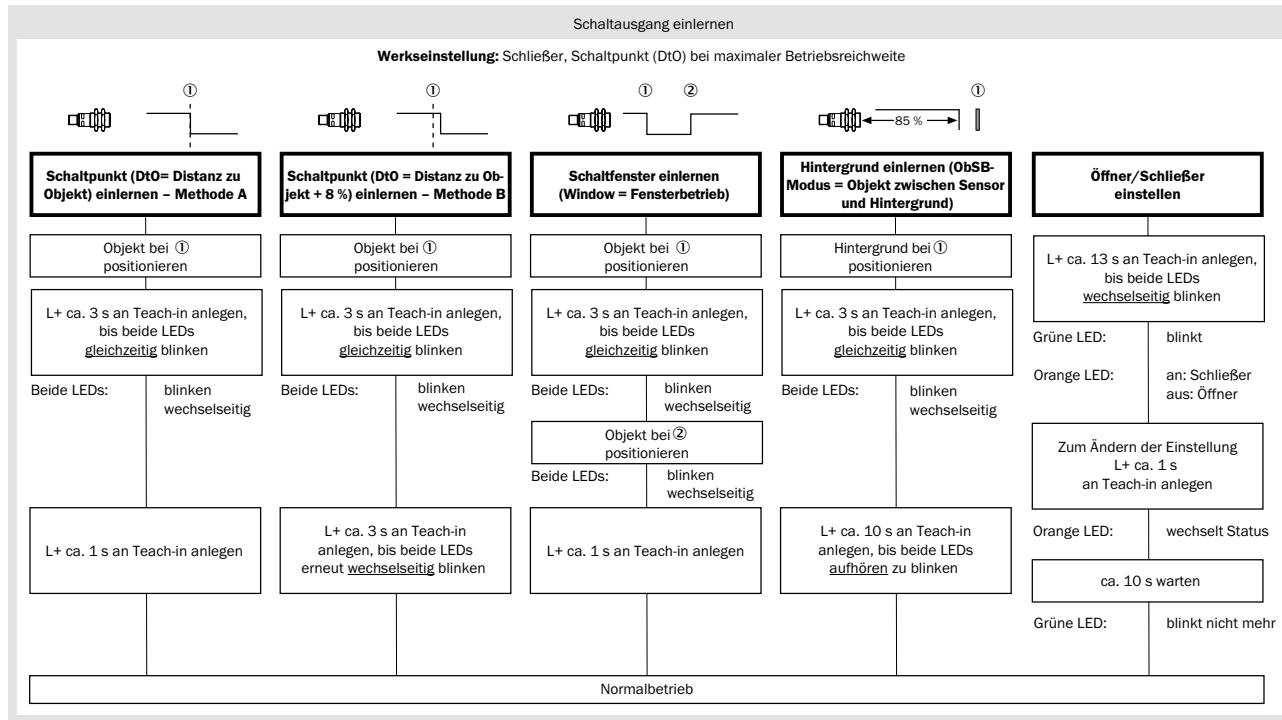 Schaltausgang einlernen
Werkseinstellung: Schließer, Schaltpunkt (DtO) bei maximaler Betriebsreichweite
①
①
①
②
85 %
①
Schaltpunkt (DtO= Distanz zu
Objekt) einlernen – Methode A
Objekt bei ①
positionieren
L+ ca. 3 s an Teach-in anlegen,
bis beide LEDs
gleichzeitig blinken
Beide LEDs:
blinken
wechselseitig
L+ ca. 1 s an Teach-in anlegen
Schaltpunkt (DtO = Distanz zu Ob-
jekt + 8 %) einlernen – Methode B
Objekt bei ①
positionieren
L+ ca. 3 s an Teach-in anlegen,
bis beide LEDs
gleichzeitig blinken
Beide LEDs:
blinken
wechselseitig
L+ ca. 3 s an Teach-in
anlegen, bis beide LEDs
erneut wechselseitig blinken
Schaltfenster einlernen
(Window = Fensterbetrieb)
Objekt bei ①
positionieren
L+ ca. 3 s an Teach-in anlegen,
bis beide LEDs
gleichzeitig blinken
Beide LEDs:
blinken
wechselseitig
Objekt bei ②
positionieren
Beide LEDs:
blinken
wechselseitig
L+ ca. 1 s an Teach-in anlegen
Hintergrund einlernen (ObSB-
Modus = Objekt zwischen Sensor
und Hintergrund)
Hintergrund bei ①
positionieren
L+ ca. 3 s an Teach-in anlegen,
bis beide LEDs
gleichzeitig blinken
Beide LEDs:
blinken
wechselseitig
L+ ca. 10 s an Teach-in
anlegen, bis beide LEDs
aufhören zu blinken
Öffner/Schließer
einstellen
L+ ca. 13 s an Teach-in anlegen,
bis beide LEDs
wechselseitig blinken
Grüne LED:
blinkt
Orange LED:
an: Schließer
aus: Öffner
Zum Ändern der Einstellung
L+ ca. 1 s
an Teach-in anlegen
Orange LED:
wechselt Status
ca. 10 s warten
Grüne LED:
blinkt nicht mehr
Normalbetrieb